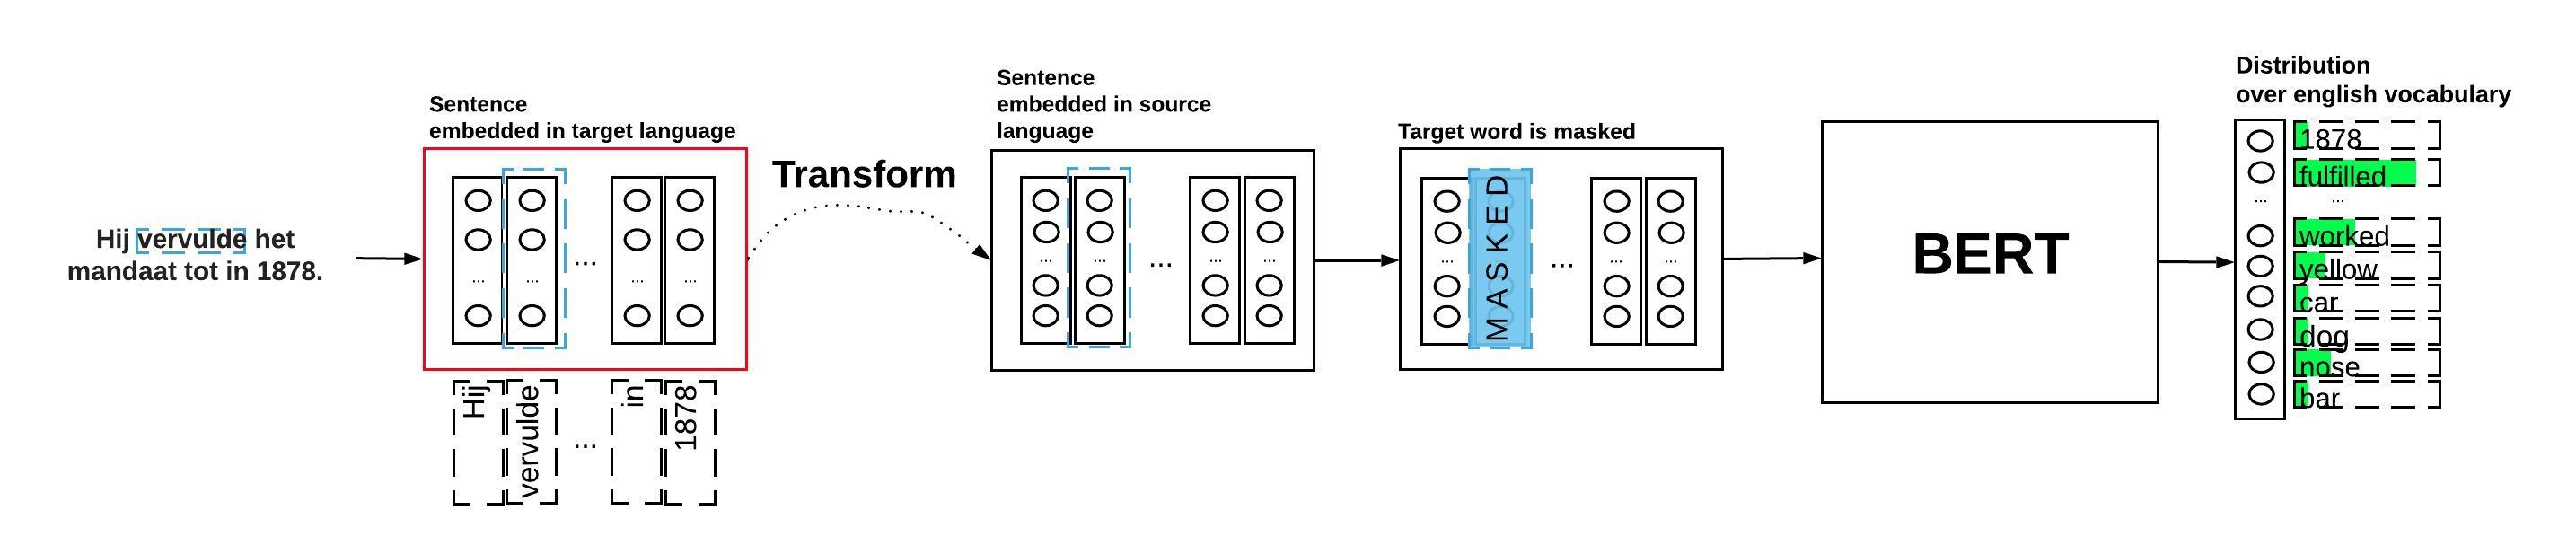 Hij vervulde het
mandaat tot in 1878.
Sentence
embedded in target language
...
...
...
...
...
Hij
vervulde
...
in
1878
Transform
Sentence
embedded in source
language
...
...
...
...
...
Target word is masked
...
MASKED
...
...
...
BERT
Distribution
over english vocabulary
1878
fulfilled
...
...
worked
yellow
car
dog
nose
bar